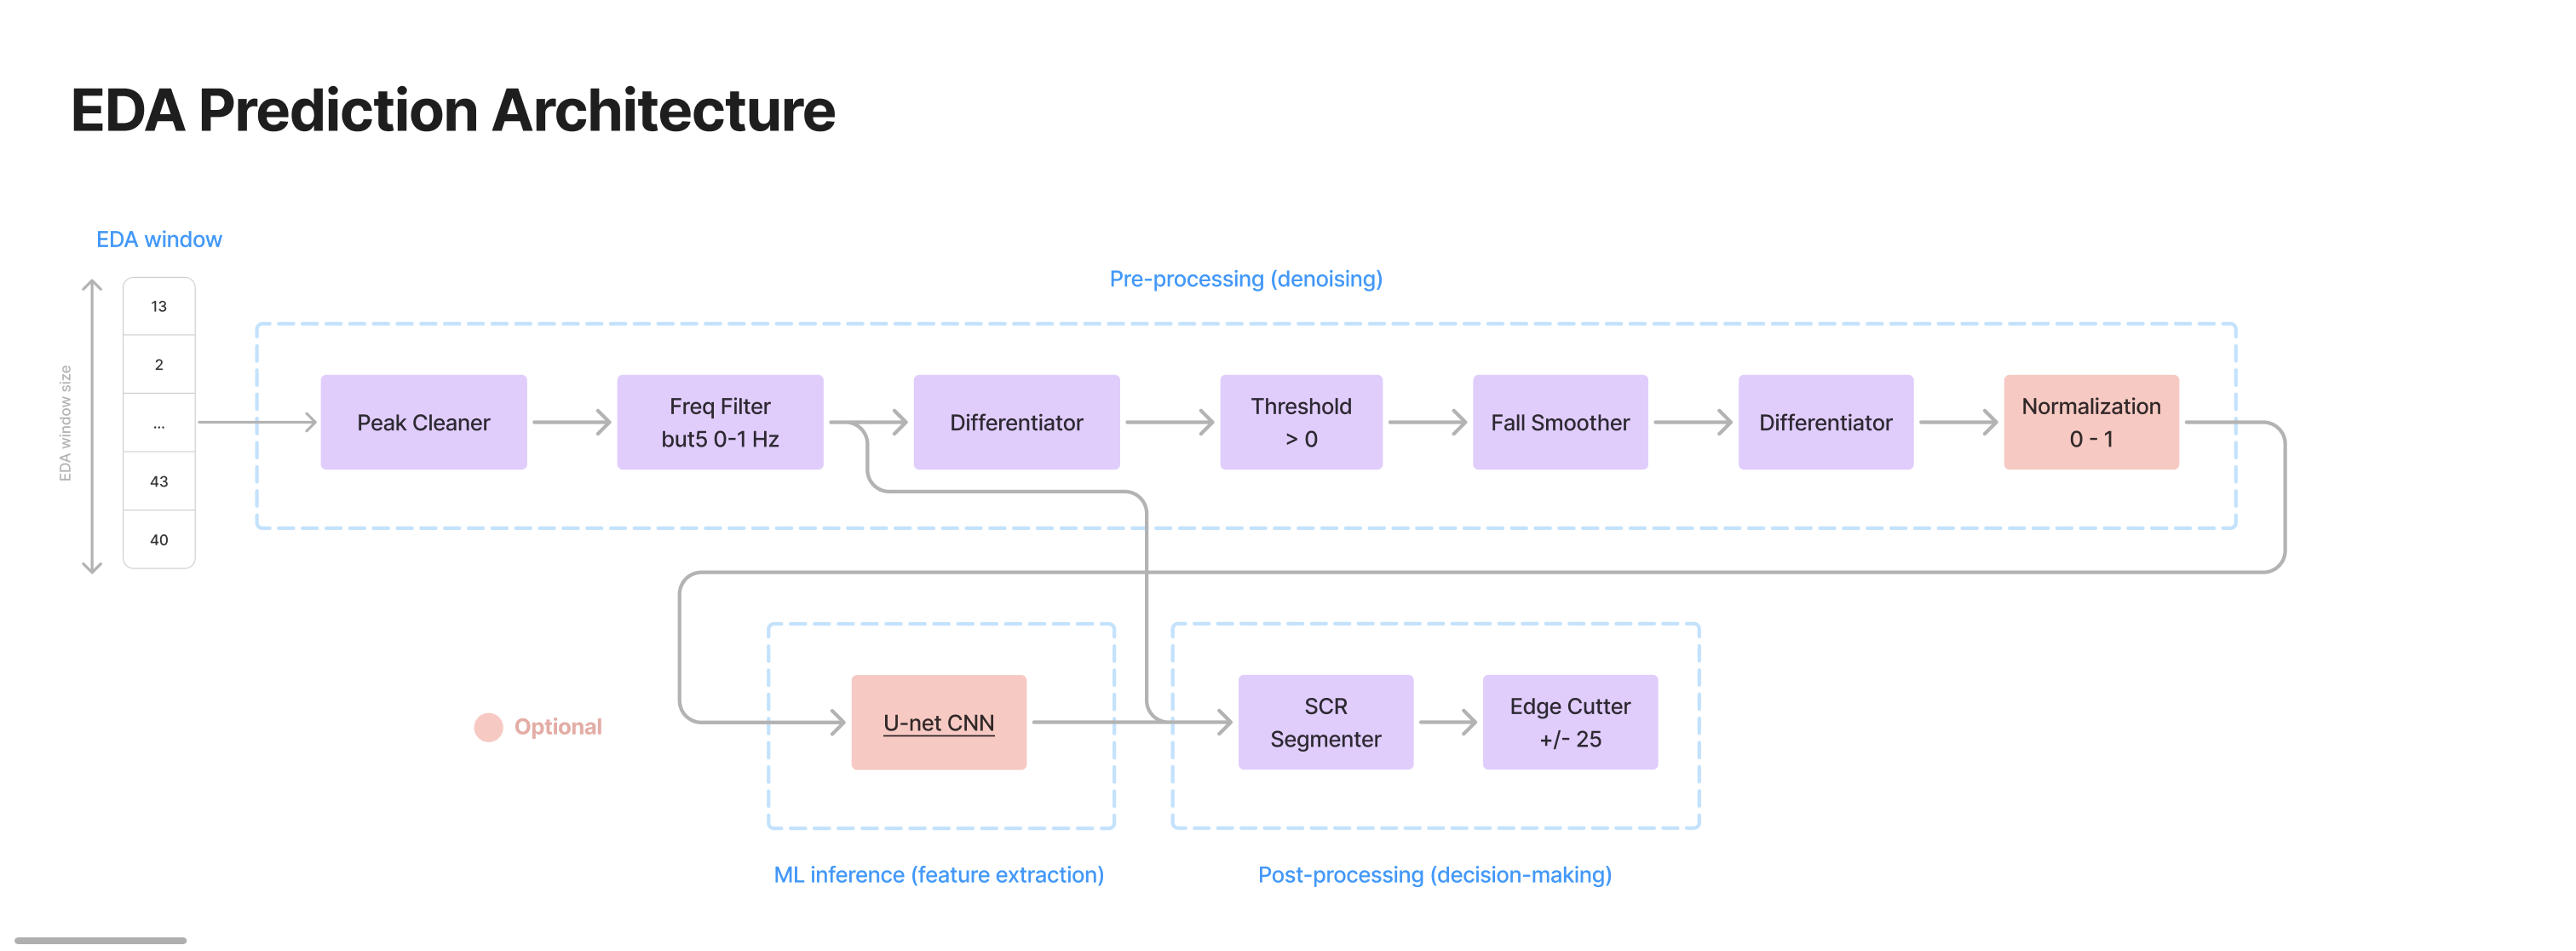 EDA Prediction Architecture
EDA window
Pre-processing (denoising)
EDA window size
13
2
...
43
40
Peak Cleaner
Freq Filter
but5 0-1 Hz
Differentiator
Threshold
> 0
Fall Smoother
Differentiator
Normalization
0 - 1
Optional
U-net CNN
SCR
Segmenter
Edge Cutter
+/- 25
ML inference (feature extraction)
Post-processing (decision-making)